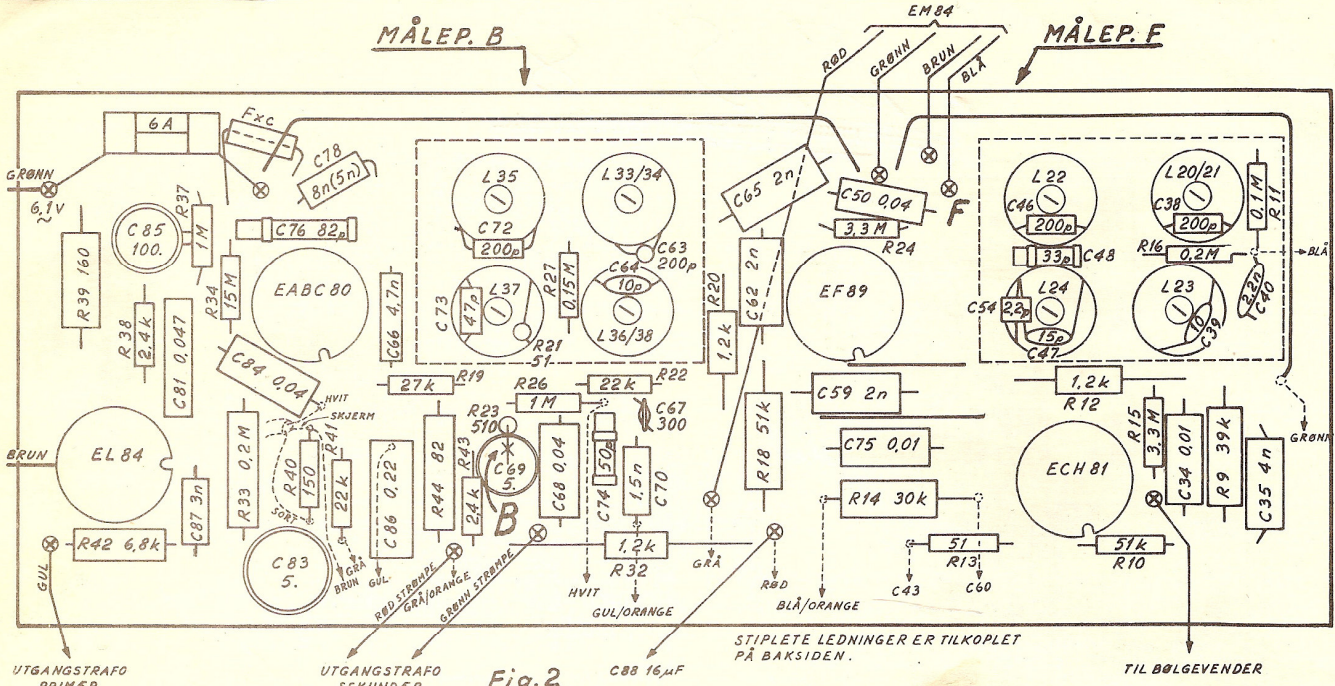 EM84
MÅLEP. B
MÅLEP. F
RØD
GRØNN
BRUN
BLÅ
6A
Fxc
C78
8n(5n)
GRØNN
6,1V
~
R37
1M
C85
100.
C76 82p
R39 160
R34
15M
EABC80
R38
2,4k
C81 0,047
C66 4,7n
C84 0,04
L35
C72
200p
L33/34
C63
200p
C73
47p
L37
R21
51
R27
0,15M
C64
10p
L36/38
C65 2n
R20
1,2k
C62 2n
C50 0,04
3,3M
R24
F
EF89
L22
C46
200p
L20/21
C38
200p
0,1M
R11
33p
C48
R16
0,2M
BLÅ
2,2n
C40
C54
2,2p
L24
15p
C47
L23
10
C39
27k
R19
R26
1M
22k
R22
C67
300
R23
510
C69
5.
B
C68 0,04
50p
C74
1,5n
C70
R18 51k
C59 2n
C75 0,01
R14 30k
1,2k
R12
ECH81
R15
3,3M
C34 0,01
R9 39k
C35 4n
GRØNN
BRUN
EL84
HVIT
SKJERM
R33 0,2M
R40
150
R41
22k
SORT
C86 0,22
R44 82
R43
2,4k
C87 3n
R42 6,8k
GUL
C83
5.
GRÅ
BRUN
GUL
RØD STRØMPE
GRÅ/ORANGE
GRØNN STRØMPE
1,2k
R32
HVIT
GUL/ORANGE
GRÅ
RØD
BLÅ/ORANGE
51
R13
C43
C60
51k
R10
STIPLETE LEDNINGER ER TILKOPLET
PÅ BAKSIDEN.
UTGANGSTRAFO
PRIMÆR
UTGANGSTRAFO
SEKUNDÆR
Fig. 2
C88 16µF
TIL BØLGEVENDER